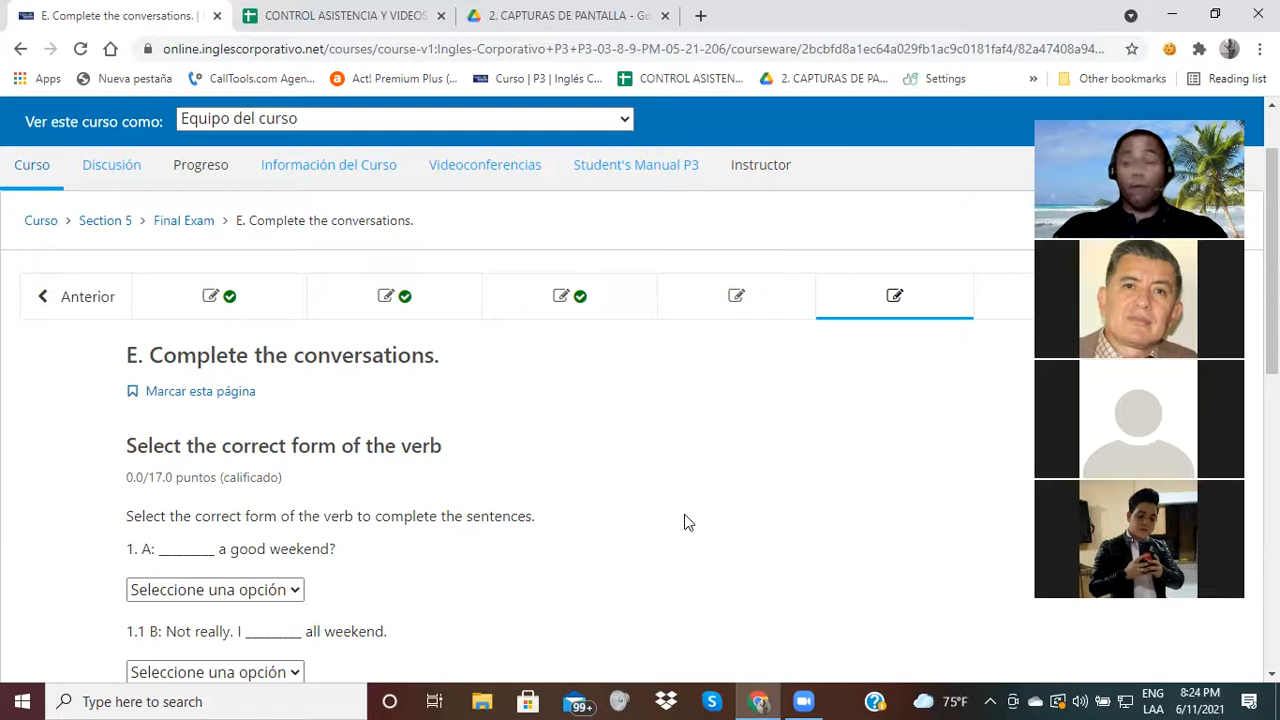 E. Complete the conversations. |
CONTROL ASISTENCIA Y VIDEOS
2. CAPTURAS DE PANTALLA - Go
online.inglescorporativo.net/courses/course-v1:Ingles-Corporativo+P3+P3-03-8-9-PM-05-21-206/courseware/2bcbfd8a1ec64a029fb1ac9c0181faf4/82a47408a94...
Apps
Nueva pestaña
CallTools.com Agen...
Act! Premium Plus (...
Curso | P3 | Inglés C...
CONTROL ASISTEN...
2. CAPTURAS DE PA...
Settings
»
Other bookmarks
Reading list
Ver este curso como:
Equipo del curso
Curso
Discusión
Progreso
Información del Curso
Videoconferencias
Student's Manual P3
Instructor
Curso > Section 5 > Final Exam > E. Complete the conversations.
Anterior
E. Complete the conversations.
Marcar esta página
Select the correct form of the verb
0.0/17.0 puntos (calificado)
Select the correct form of the verb to complete the sentences.
1. A: ________ a good weekend?
Seleccione una opción
1.1 B: Not really. I ________ all weekend.
Seleccione una opción
Type here to search
99+
75°F
ENG
LAA
8:24 PM
6/11/2021